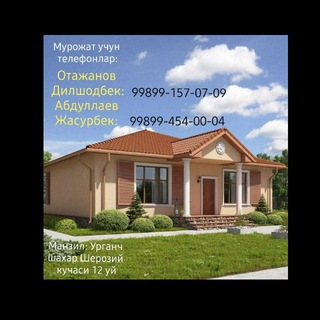 Мурожат учун
телефонлар:
Отажанов
Дилшодбек: 99899-157-07-09
Абдуллаев
Жасурбек: 99899-454-00-04
Манзил: Урганч
шахар Шерозий
кучаси 12 уй